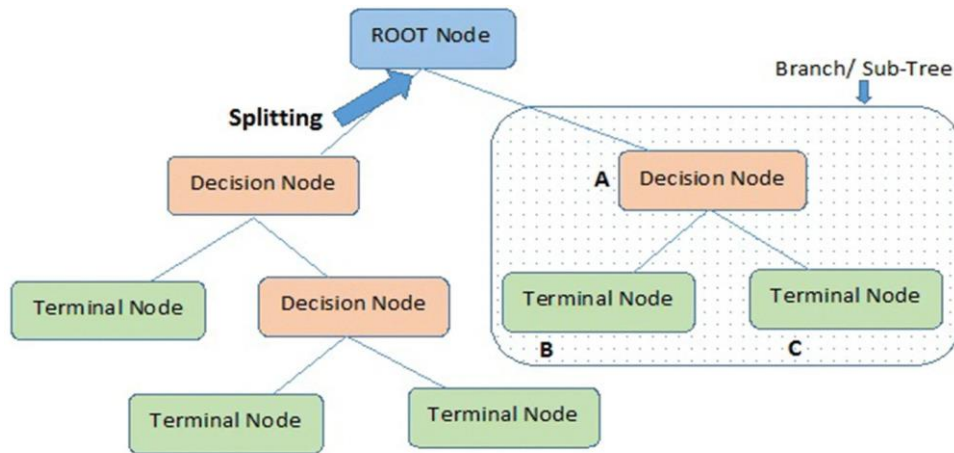 ROOT Node
Branch/ Sub-Tree
Splitting
Decision Node
A
Decision Node
Terminal Node
Decision Node
Terminal Node
Terminal Node
B
C
Terminal Node
Terminal Node